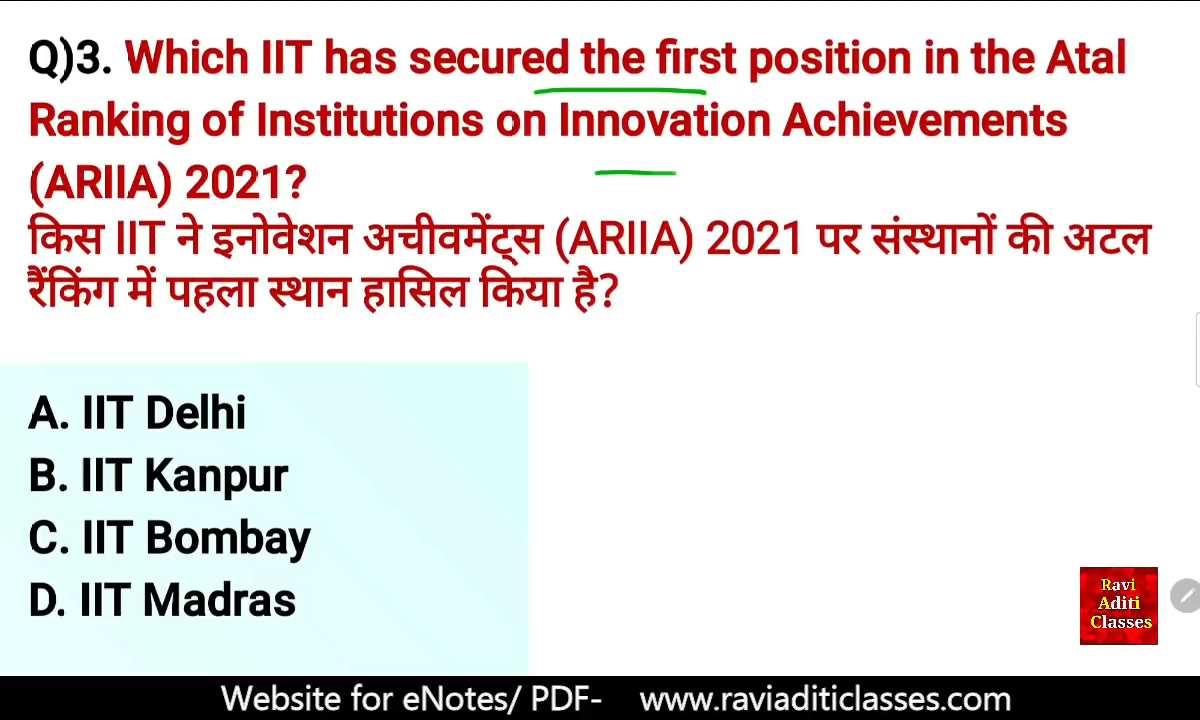 Q)3. Which IIT has secured the first position in the Atal
Ranking of Institutions on Innovation Achievements
(ARIIA) 2021?
किस IIT ने इनोवेशन अचीवमेंट्स (ARIIA) 2021 पर संस्थानों की अटल
रैंकिंग में पहला स्थान हासिल किया है?
A. IIT Delhi
B. IIT Kanpur
C. IIT Bombay
D. IIT Madras
Ravi
Aditi
Classes
Website for eNotes/ PDF- www.raviaditiclasses.com